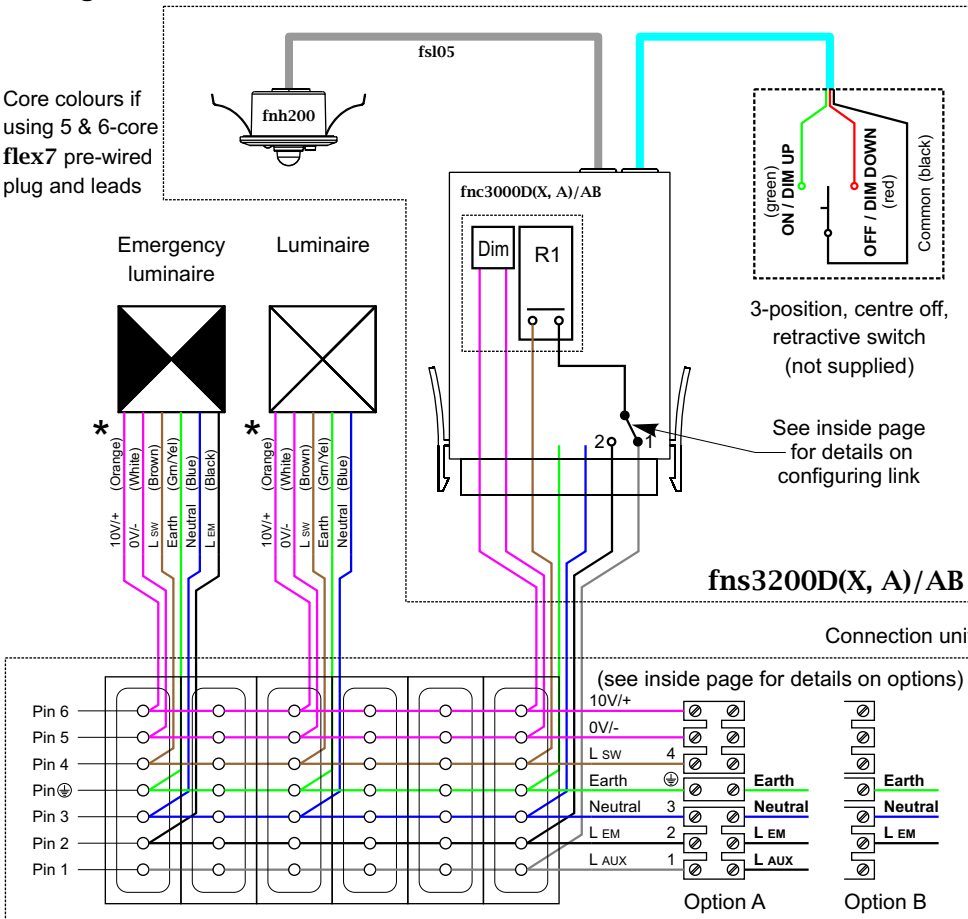 fsl05
Core colours if
using 5 & 6-core
flex7 pre-wired
plug and leads
fnh200
fnc3000D(X, A)/AB
Dim
R1
2
1
(green)
ON / DIM UP
OFF / DIM DOWN
(red)
Common (black)
3-position, centre off,
retractive switch
(not supplied)
See inside page
for details on
configuring link
Emergency
luminaire
Luminaire
*
10V/+ (Orange)
0V/- (White)
L SW (Brown)
Earth (Grn/Yel)
Neutral (Blue)
L EM (Black)
*
10V/+ (Orange)
0V/- (White)
L SW (Brown)
Earth (Grn/Yel)
Neutral (Blue)
fns3200D(X, A)/AB
Connection unit
(see inside page for details on options)
Pin 6 10V/+
Pin 5 0V/-
Pin 4 L SW 4
Pin Earth Earth Earth
Pin 3 Neutral 3 Neutral Neutral
Pin 2 L EM 2 L EM L EM
Pin 1 L AUX 1 L AUX
Option A Option B